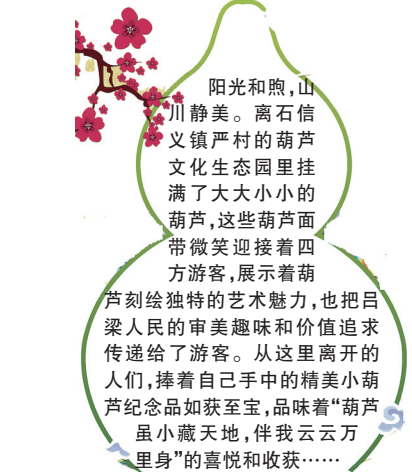 阳光和煦，山
川静美。离石信
义镇严村的葫芦
文化生态园里挂
满了大大小小的
葫芦，这些葫芦面
带微笑迎接着四
方游客，展示着葫
芦刻绘独特的艺术魅力，也把吕
梁人民的审美趣味和价值追求
传递给了游客。从这里离开的
人们，捧着自己手中的精美小葫
芦纪念品如获至宝，品味着“葫芦
虽小藏天地，伴我云云万
里身”的喜悦和收获……